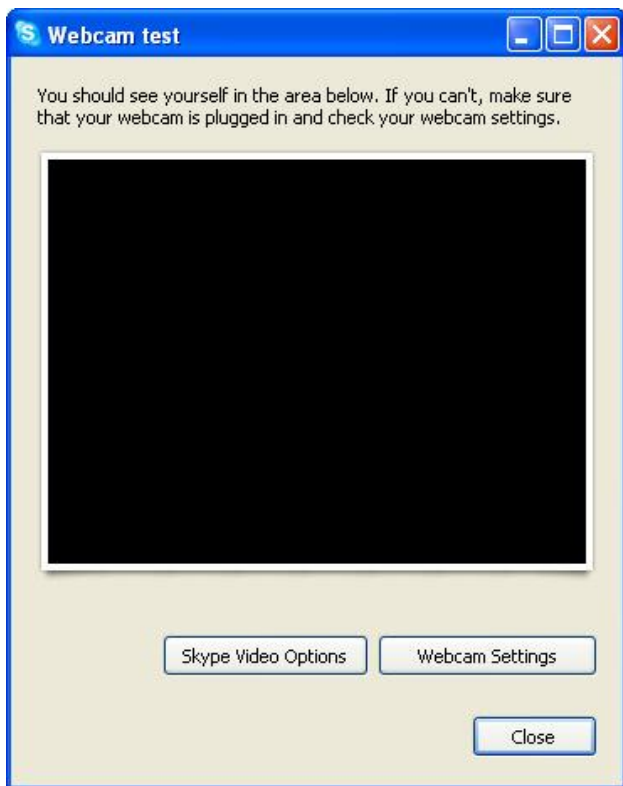 Webcam test
You should see yourself in the area below. If you can't, make sure
that your webcam is plugged in and check your webcam settings.
Skype Video Options
Webcam Settings
Close